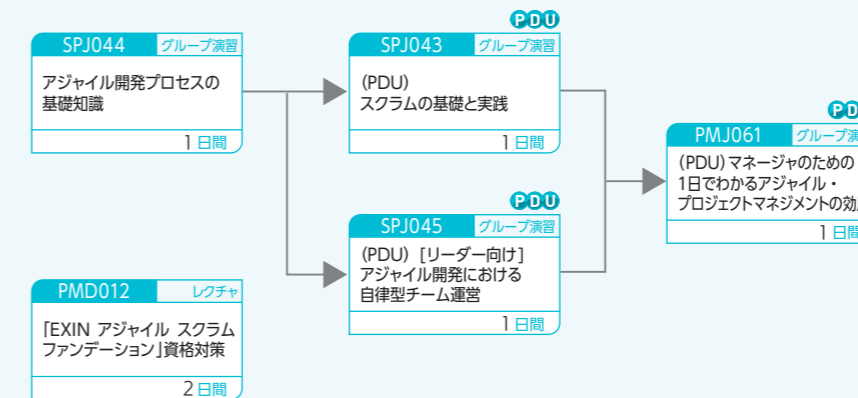 SPJ044 グループ演習
アジャイル開発プロセスの
基礎知識
1日間
PDU
SPJ043 グループ演習
(PDU)
スクラムの基礎と実践
1日間
PDU
SPJ045 グループ演習
(PDU) [リーダー向け]
アジャイル開発における
自律型チーム運営
1日間
PD
PMJ061 グループ演
(PDU)マネージャのための
1日でわかるアジャイル・
プロジェクトマネジメントの効
1日間
PMD012 レクチャ
「EXIN アジャイル スクラム
ファンデーション」資格対策
2日間